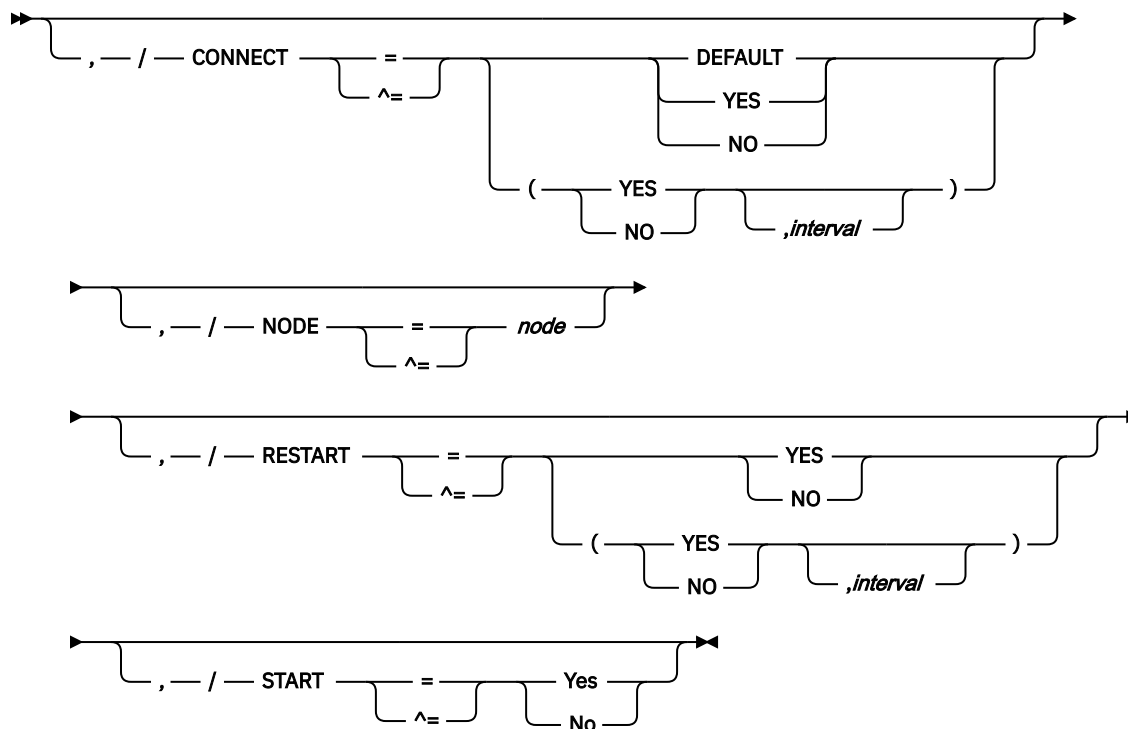 , / CONNECT = DEFAULT
^= YES
NO
( YES )
NO ,interval
, / NODE = node
^=
, / RESTART = YES
^= NO
( YES )
NO ,interval
, / START = Yes
^= No